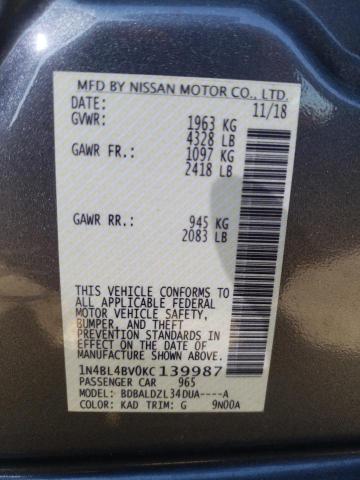 MFD BY NISSAN MOTOR CO., LTD.
DATE: 11/18
GVWR: 1963 KG
4328 LB
GAWR FR: 1097 KG
2418 LB
GAWR RR: 945 KG
2083 LB
THIS VEHICLE CONFORMS TO
ALL APPLICABLE FEDERAL
MOTOR VEHICLE SAFETY,
BUMPER, AND THEFT
PREVENTION STANDARDS IN
EFFECT ON THE DATE OF
MANUFACTURE SHOWN ABOVE.
1N4BL4BV0KC139987
PASSENGER CAR 965
MODEL: BDBALDZL34DUA----A
COLOR: KAD TRIM: G 9N00A